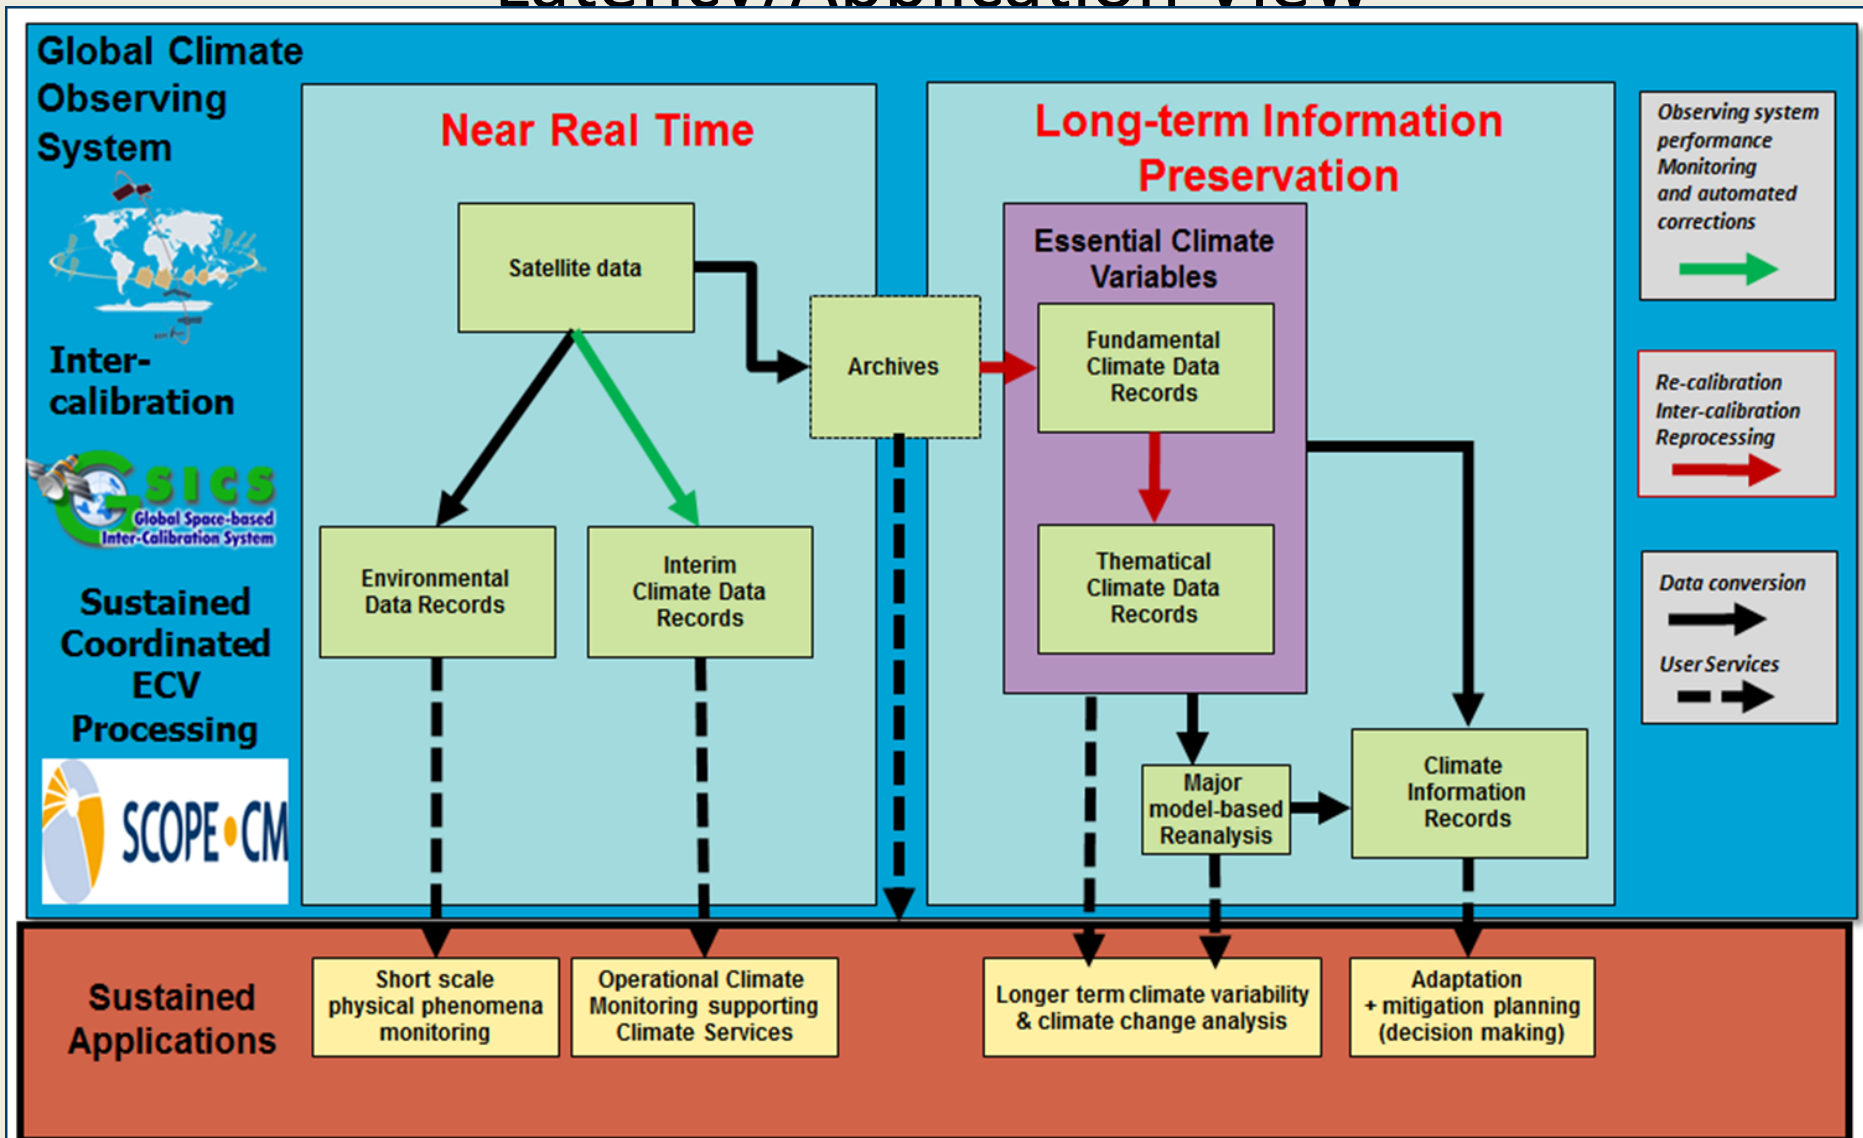 Latency/Application View
Global Climate
Observing
System
Inter-
calibration
GSICS
Global Space-based
Inter-Calibration System
Sustained
Coordinated
ECV
Processing
SCOPE•CM
Near Real Time
Satellite data
Archives
Environmental
Data Records
Interim
Climate Data
Records
Long-term Information
Preservation
Essential Climate
Variables
Fundamental
Climate Data
Records
Thematical
Climate Data
Records
Major
model-based
Reanalysis
Climate
Information
Records
Observing system
performance
Monitoring
and automated
corrections
Re-calibration
Inter-calibration
Reprocessing
Data conversion
User Services
Sustained
Applications
Short scale
physical phenomena
monitoring
Operational Climate
Monitoring supporting
Climate Services
Longer term climate variability
& climate change analysis
Adaptation
+ mitigation planning
(decision making)